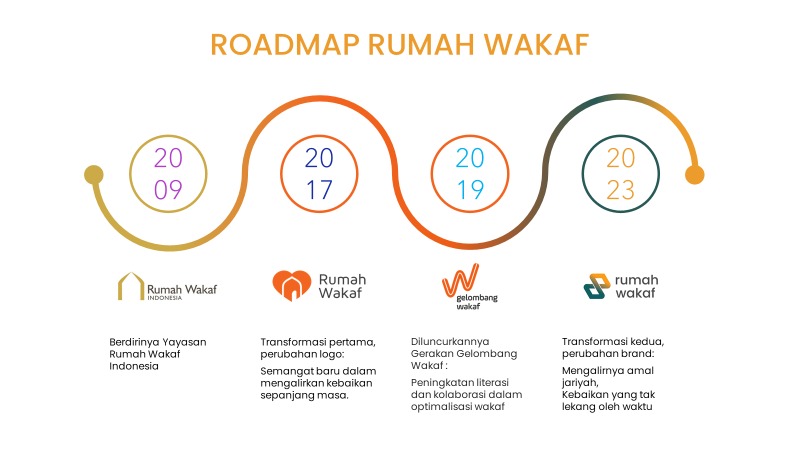 ROADMAP RUMAH WAKAF
20
09
20
17
20
19
20
23
Rumah Wakaf
INDONESIA
Rumah
Wakaf
gelombang
wakaf
rumah
wakaf
Berdirinya Yayasan
Rumah Wakaf
Indonesia
Transformasi pertama,
perubahan logo:
Semangat baru dalam
mengalirkan kebaikan
sepanjang masa.
Diluncurkannya
Gerakan Gelombang
Wakaf :
Peningkatan literasi
dan kolaborasi dalam
optimalisasi wakaf
Transformasi kedua,
perubahan brand:
Mengalirnya amal
jariyah,
Kebaikan yang tak
lekang oleh waktu